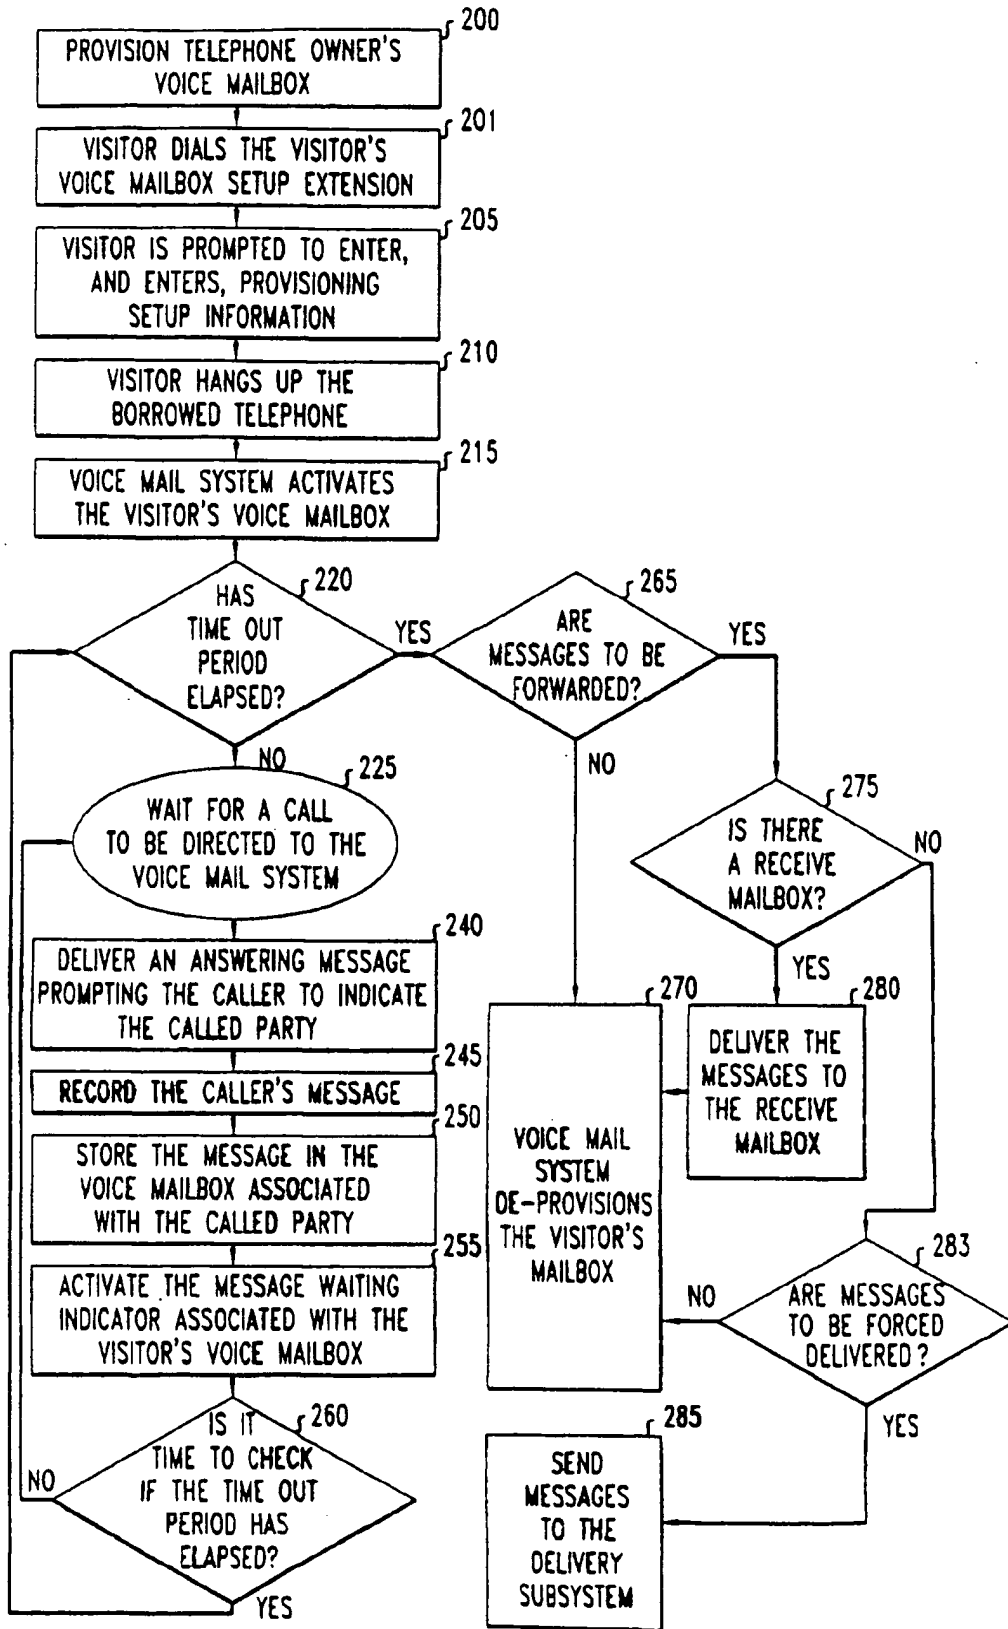 200
PROVISION TELEPHONE OWNER'S
VOICE MAILBOX
201
VISITOR DIALS THE VISITOR'S
VOICE MAILBOX SETUP EXTENSION
205
VISITOR IS PROMPTED TO ENTER,
AND ENTERS, PROVISIONING
SETUP INFORMATION
210
VISITOR HANGS UP THE
BORROWED TELEPHONE
215
VOICE MAIL SYSTEM ACTIVATES
THE VISITOR'S VOICE MAILBOX
220
HAS
TIME OUT
PERIOD
ELAPSED?
YES
NO
265
ARE
MESSAGES TO BE
FORWARDED?
YES
NO
225
WAIT FOR A CALL
TO BE DIRECTED TO THE
VOICE MAIL SYSTEM
275
IS THERE
A RECEIVE
MAILBOX?
NO
YES
240
DELIVER AN ANSWERING MESSAGE
PROMPTING THE CALLER TO INDICATE
THE CALLED PARTY
245
RECORD THE CALLER'S MESSAGE
250
STORE THE MESSAGE IN THE
VOICE MAILBOX ASSOCIATED
WITH THE CALLED PARTY
255
ACTIVATE THE MESSAGE WAITING
INDICATOR ASSOCIATED WITH THE
VISITOR'S VOICE MAILBOX
260
IS IT
TIME TO CHECK
IF THE TIME OUT
PERIOD HAS
ELAPSED?
NO
YES
270
VOICE MAIL
SYSTEM
DE-PROVISIONS
THE VISITOR'S
MAILBOX
280
DELIVER THE
MESSAGES TO
THE RECEIVE
MAILBOX
283
ARE MESSAGES
TO BE FORCED
DELIVERED?
NO
YES
285
SEND
MESSAGES
TO THE
DELIVERY
SUBSYSTEM